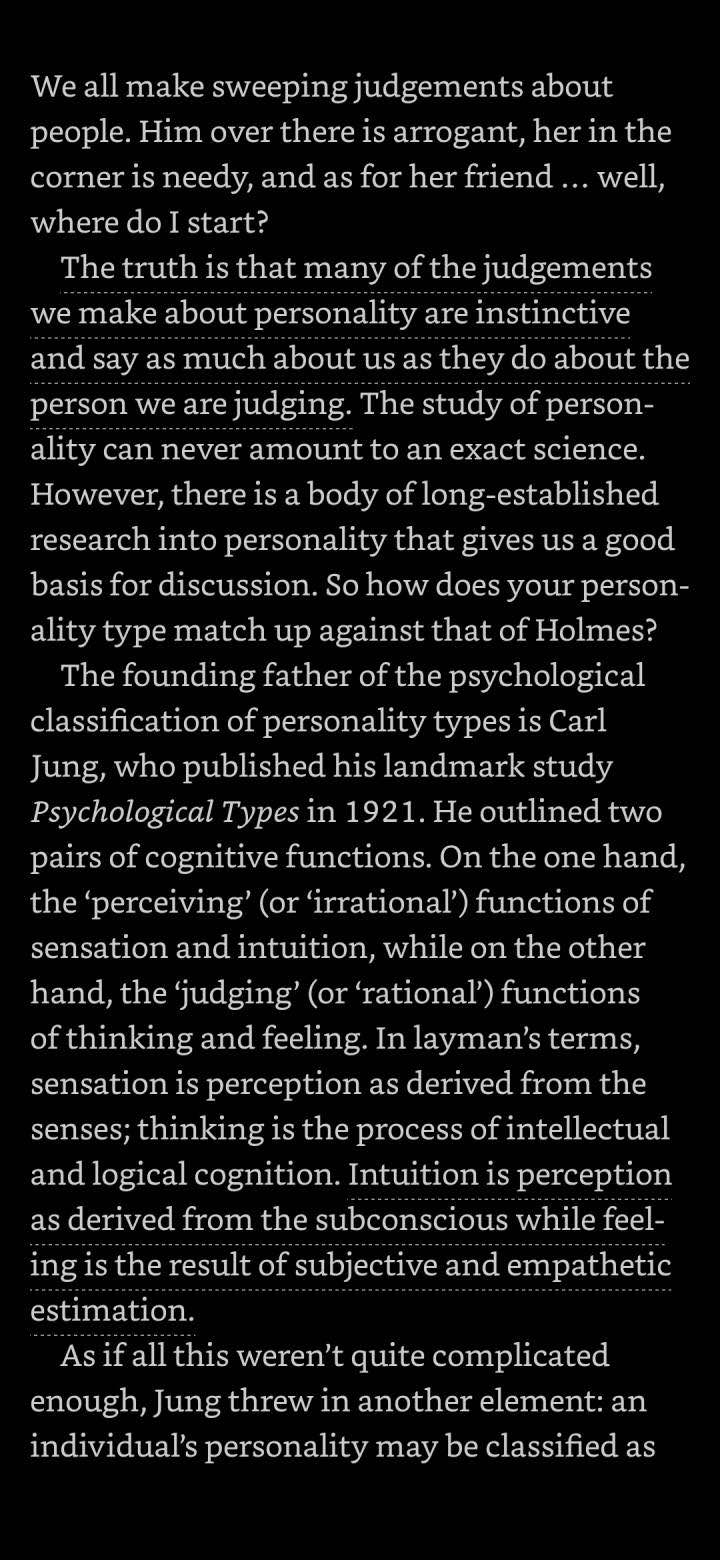 We all make sweeping judgements about
people. Him over there is arrogant, her in the
corner is needy, and as for her friend … well,
where do I start?
The truth is that many of the judgements
we make about personality are instinctive
and say as much about us as they do about the
person we are judging. The study of person-
ality can never amount to an exact science.
However, there is a body of long-established
research into personality that gives us a good
basis for discussion. So how does your person-
ality type match up against that of Holmes?
The founding father of the psychological
classification of personality types is Carl
Jung, who published his landmark study
Psychological Types in 1921. He outlined two
pairs of cognitive functions. On the one hand,
the ‘perceiving’ (or ‘irrational’) functions of
sensation and intuition, while on the other
hand, the ‘judging’ (or ‘rational’) functions
of thinking and feeling. In layman’s terms,
sensation is perception as derived from the
senses; thinking is the process of intellectual
and logical cognition. Intuition is perception
as derived from the subconscious while feel-
ing is the result of subjective and empathetic
estimation.
As if all this weren’t quite complicated
enough, Jung threw in another element: an
individual’s personality may be classified as